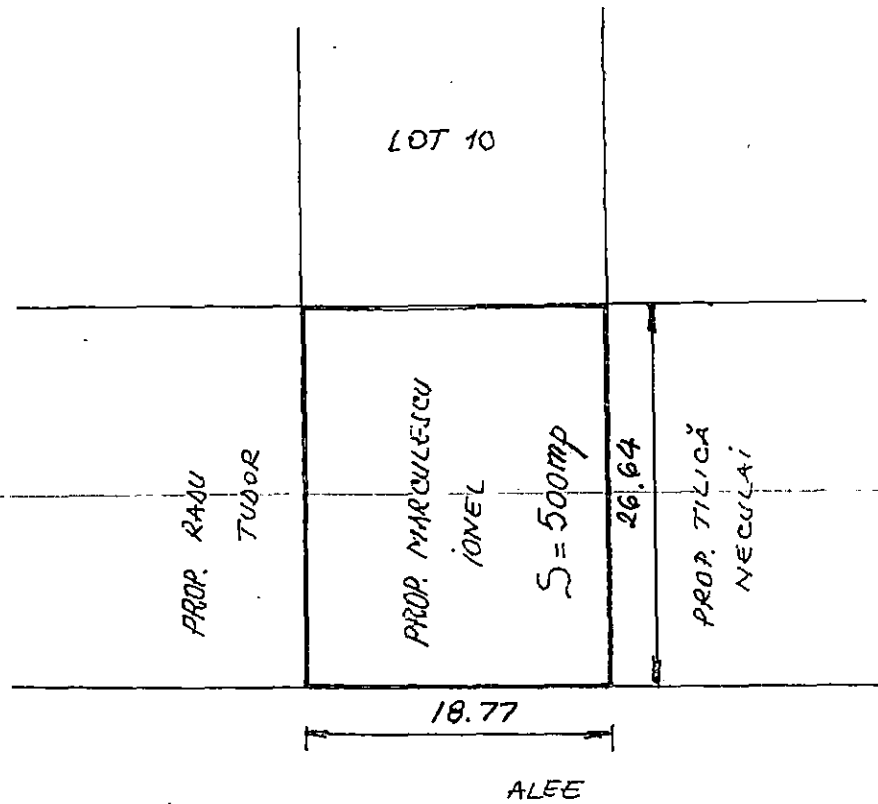 LOT 10
PROP. RADU
TUDOR
PROP. MARCULESCU
IONEL
S=500mp
26.64
PROP. TILICĂ
NECULAI
18.77
ALEE